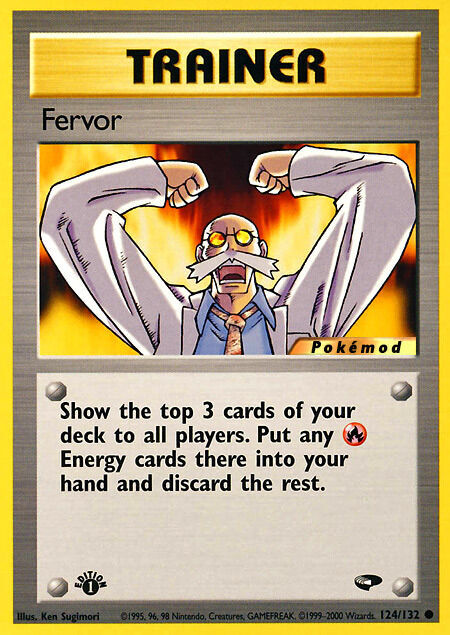 TRAINER
Fervor
Pokémod
Show the top 3 cards of your
deck to all players. Put any
Energy cards there into your
hand and discard the rest.
EDITION
1
Illus. Ken Sugimori ©1995, 96, 98 Nintendo, Creatures, GAMEFREAK. ©1999–2000 Wizards. 124/132